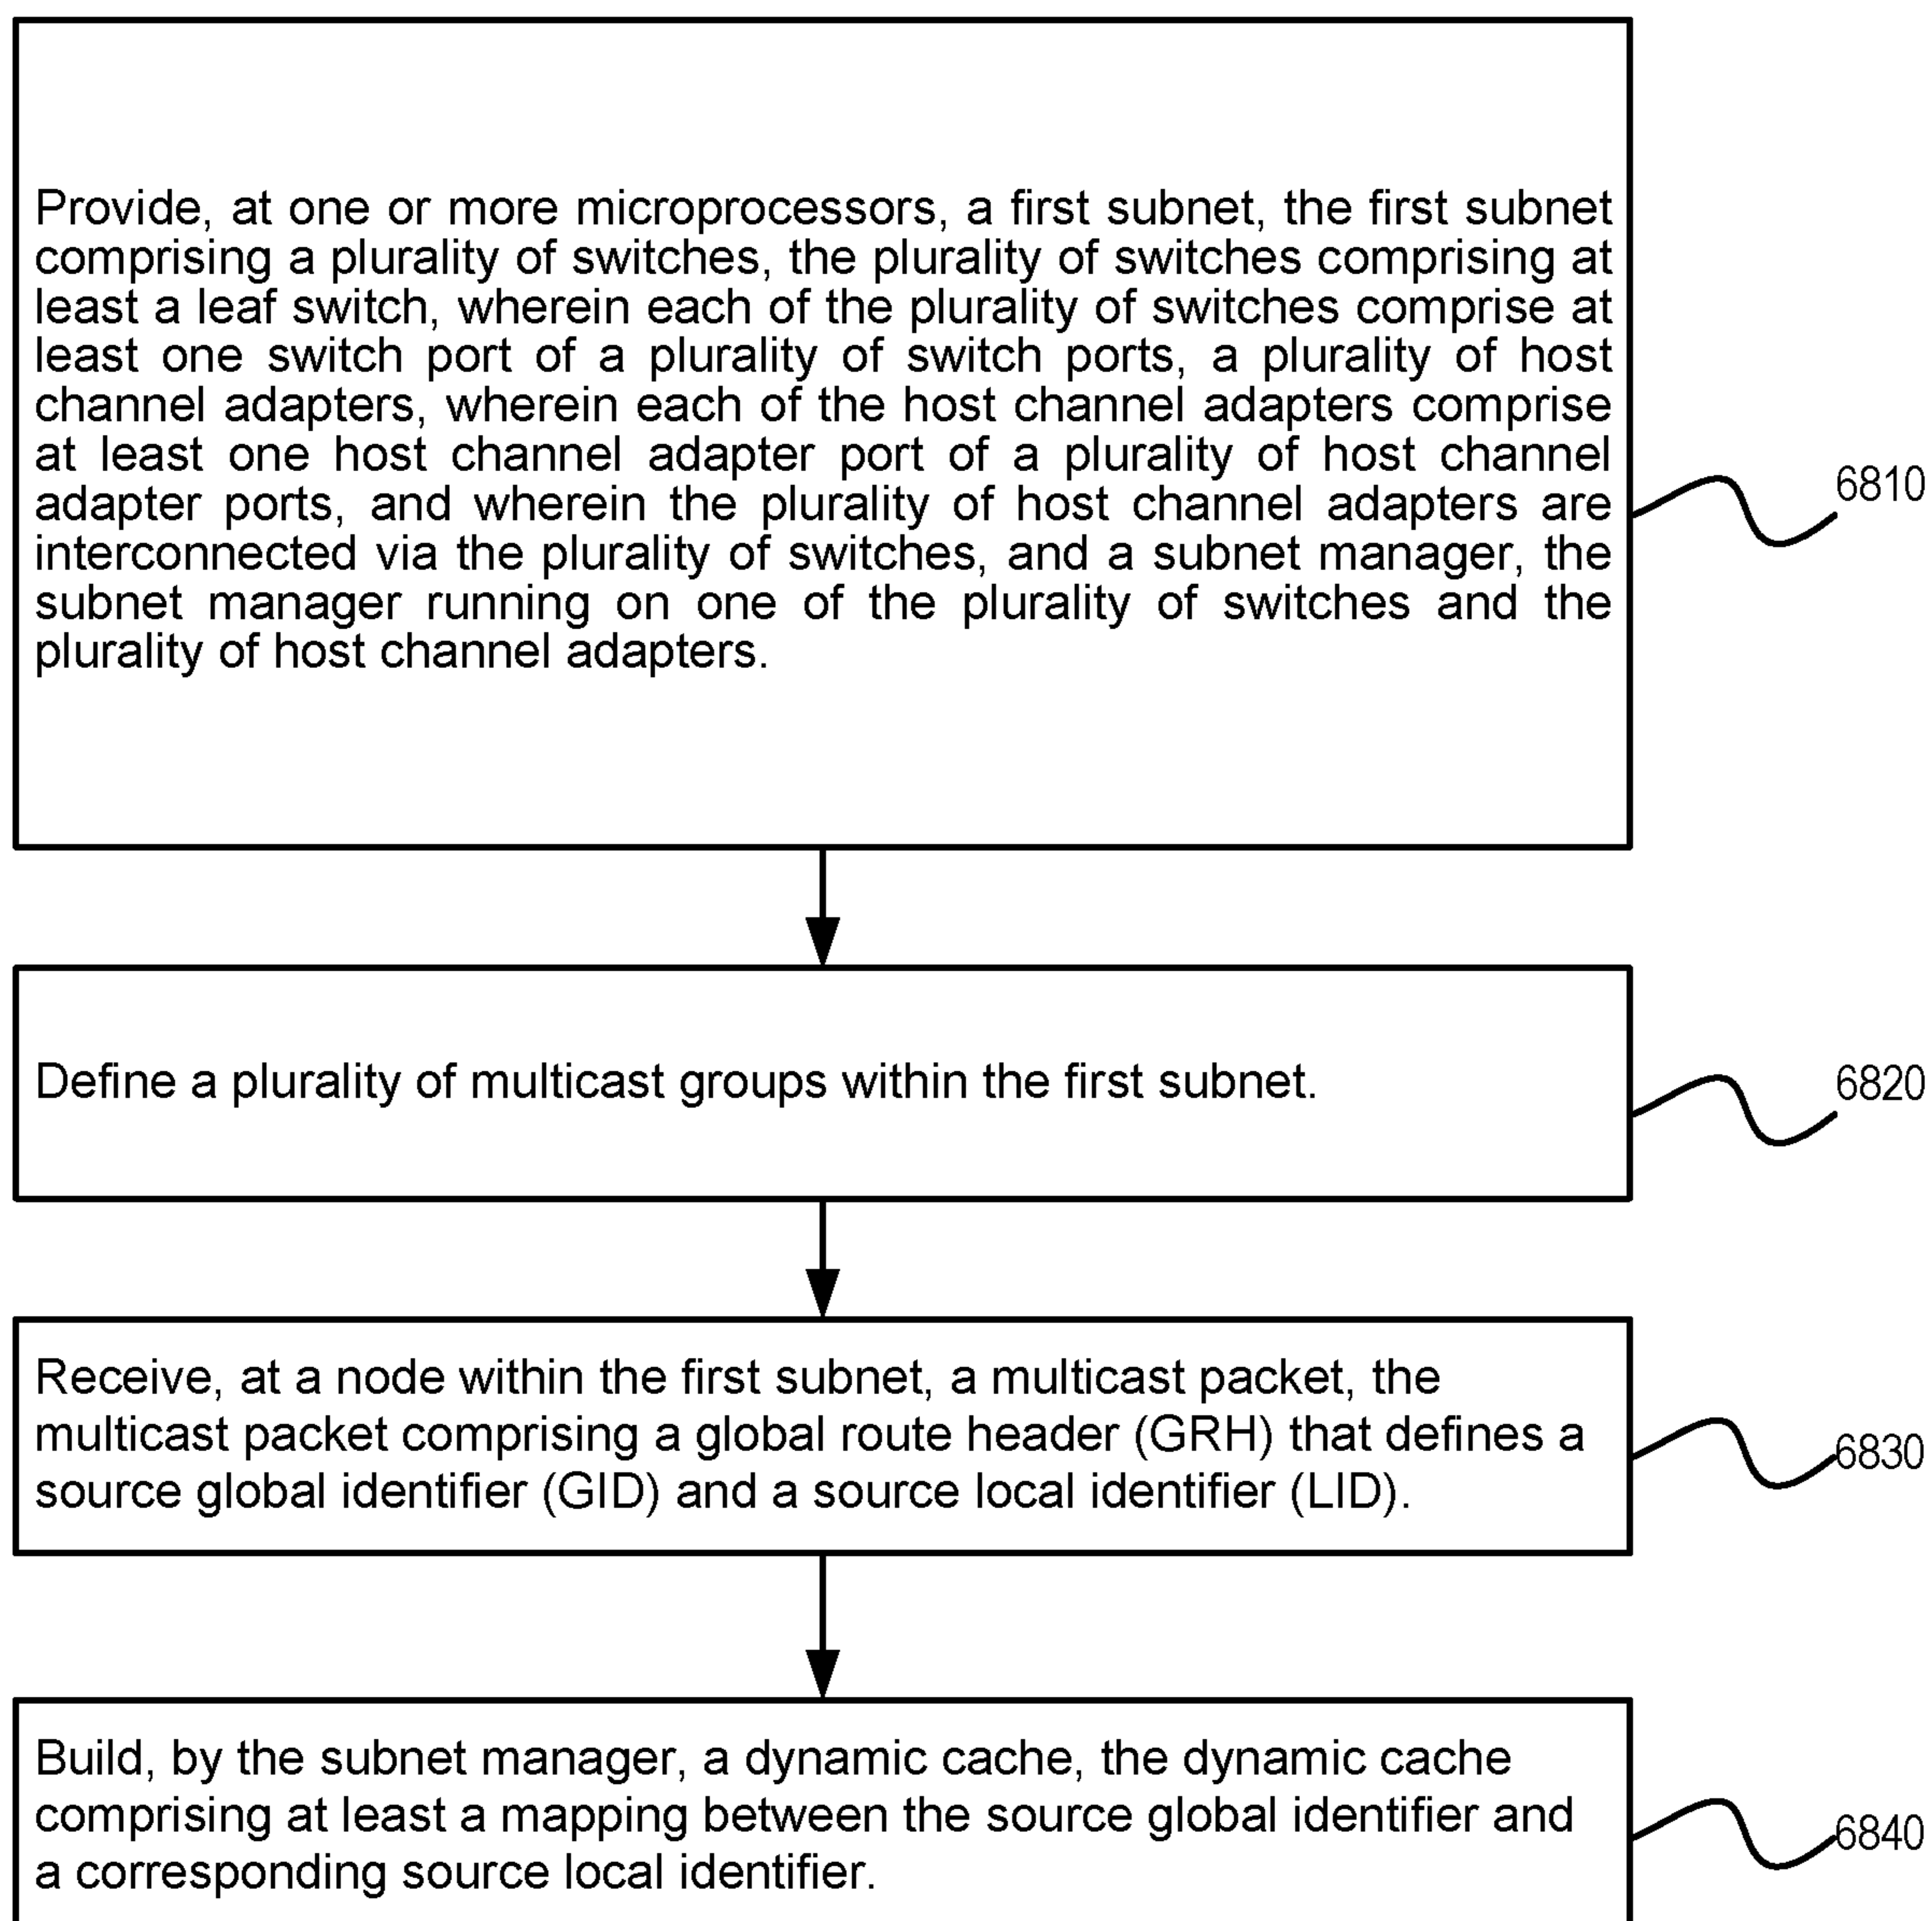 Provide, at one or more microprocessors, a first subnet, the first subnet
comprising a plurality of switches, the plurality of switches comprising at
least a leaf switch, wherein each of the plurality of switches comprise at
least one switch port of a plurality of switch ports, a plurality of host
channel adapters, wherein each of the host channel adapters comprise
at least one host channel adapter port of a plurality of host channel
adapter ports, and wherein the plurality of host channel adapters are
interconnected via the plurality of switches, and a subnet manager, the
subnet manager running on one of the plurality of switches and the
plurality of host channel adapters.
6810
Define a plurality of multicast groups within the first subnet.
6820
Receive, at a node within the first subnet, a multicast packet, the
multicast packet comprising a global route header (GRH) that defines a
source global identifier (GID) and a source local identifier (LID).
6830
Build, by the subnet manager, a dynamic cache, the dynamic cache
comprising at least a mapping between the source global identifier and
a corresponding source local identifier.
6840